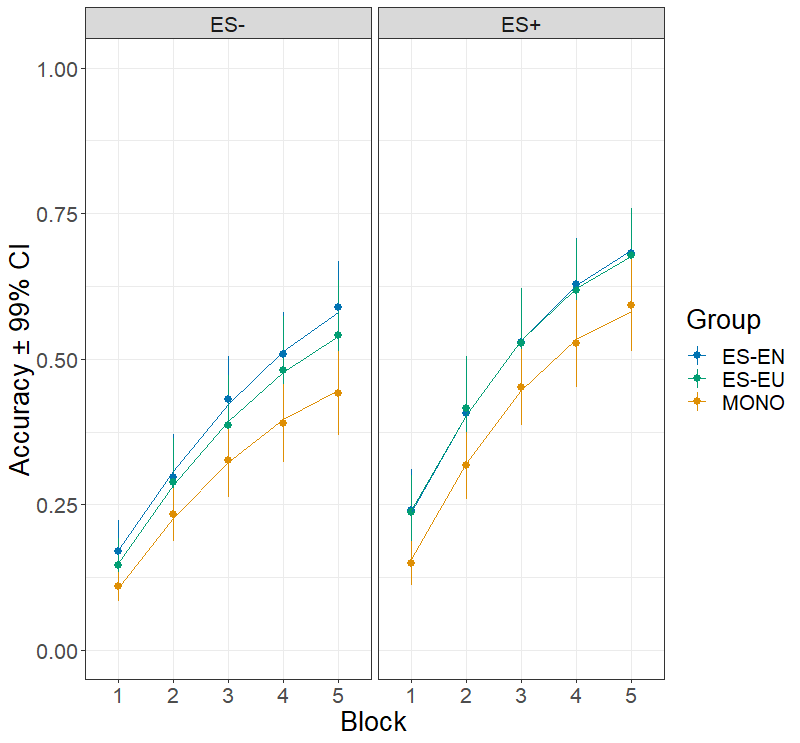 ES- ES+
Accuracy ± 99% CI
1.00
0.75
0.50
0.25
0.00
1 2 3 4 5 1 2 3 4 5
Block
Group
ES-EN
ES-EU
MONO